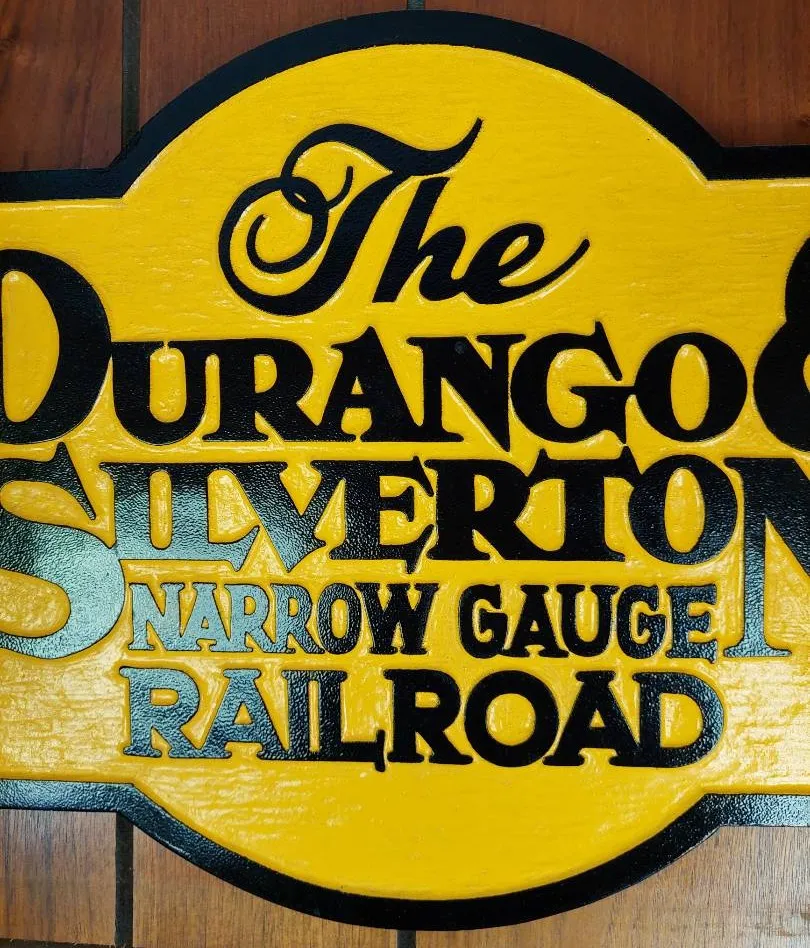 The
DURANGO &
SILVERTON
NARROW GAUGE
RAILROAD